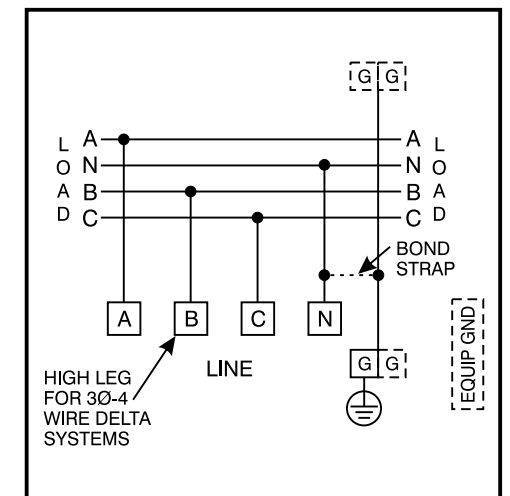 G G
L A A L
O N N O
A B B A
D C C D
BOND
STRAP
A B C N
G G
LINE
EQUIP GND
HIGH LEG
FOR 3Ø-4
WIRE DELTA
SYSTEMS